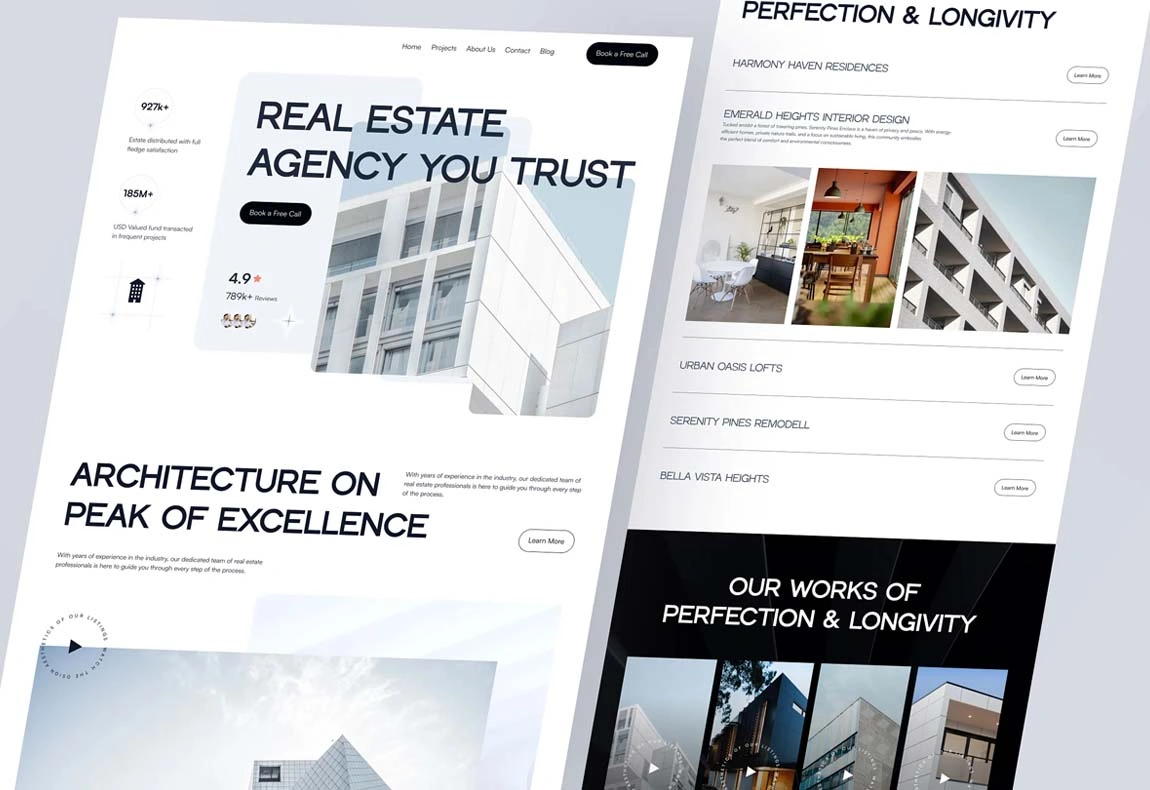 Home Projects About Us Contact Blog
Book a Free Call
927k+
Estate distributed with full
fledge satisfaction
185M+
USD Valued fund transacted
in frequent projects
REAL ESTATE
AGENCY YOU TRUST
Book a Free Call
4.9
789k+ Reviews
ARCHITECTURE ON
PEAK OF EXCELLENCE
With years of experience in the industry, our dedicated team of
real estate professionals is here to guide you through every step
of the process.
Learn More
With years of experience in the industry, our dedicated team of real estate
professionals is here to guide you through every step of the process.
PERFECTION & LONGIVITY
HARMONY HAVEN RESIDENCES
Learn More
EMERALD HEIGHTS INTERIOR DESIGN
Tucked amidst a forest of towering pines, Serenity Pines Enclave is a haven of privacy and peace. With energy-
efficient homes, private nature trails, and a focus on sustainable living, this community embodies
the perfect blend of comfort and environmental consciousness.
Learn More
URBAN OASIS LOFTS
Learn More
SERENITY PINES REMODELL
Learn More
BELLA VISTA HEIGHTS
Learn More
OUR WORKS OF
PERFECTION & LONGIVITY